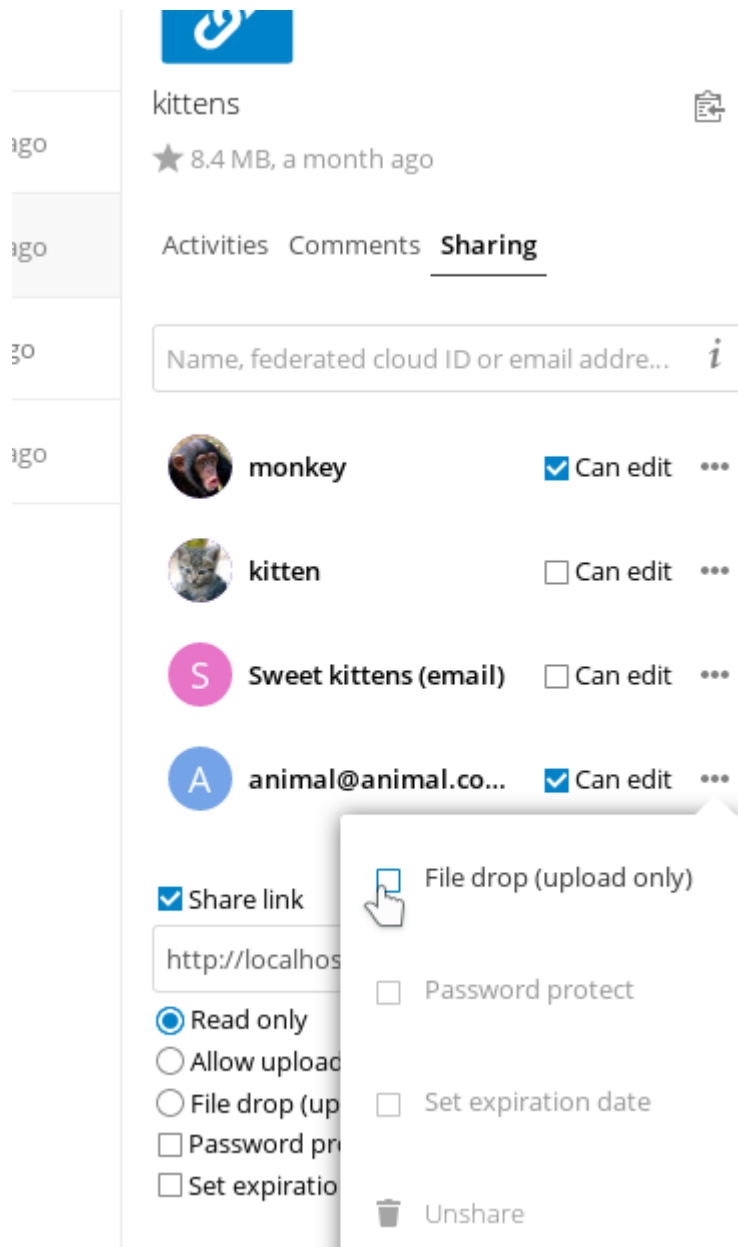 kittens
ago
8.4 MB, a month ago
ago
Activities Comments Sharing
go
Name, federated cloud ID or email addre...
i
ago
monkey
Can edit
kitten
Can edit
S
Sweet kittens (email)
Can edit
A
animal@animal.co...
Can edit
File drop (upload only)
Share link
http://localhos
Password protect
Read only
Allow upload
File drop (up
Set expiration date
Password pro
Set expiratio
Unshare